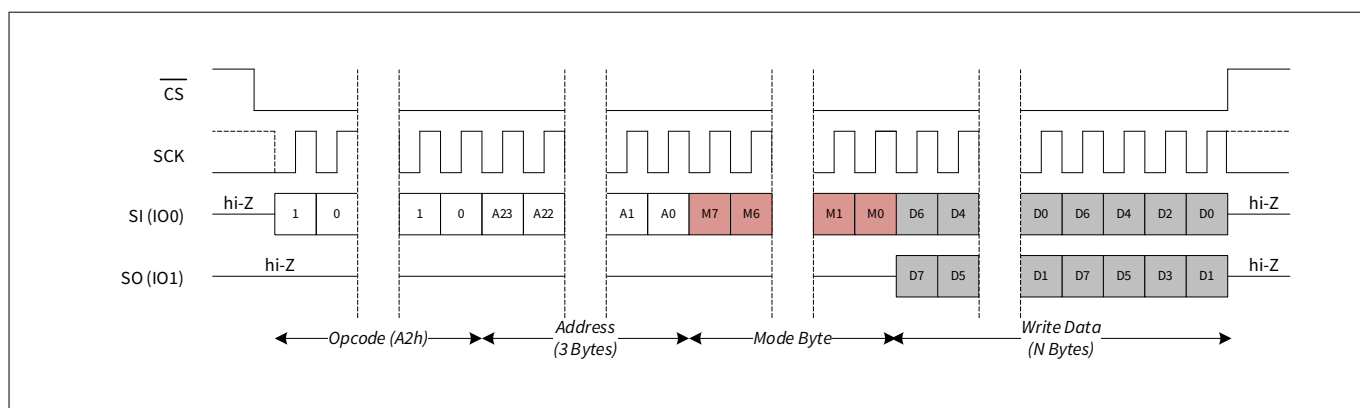 CS
SCK
hi-Z
SI (IO0)
1 0 1 0 A23 A22 A1 A0 M7 M6 M1 M0 D6 D4 D0 D6 D4 D2 D0
hi-Z
hi-Z
SO (IO1)
D7 D5 D1 D7 D5 D3 D1
hi-Z
Opcode (A2h)
Address
(3 Bytes)
Mode Byte
Write Data
(N Bytes)